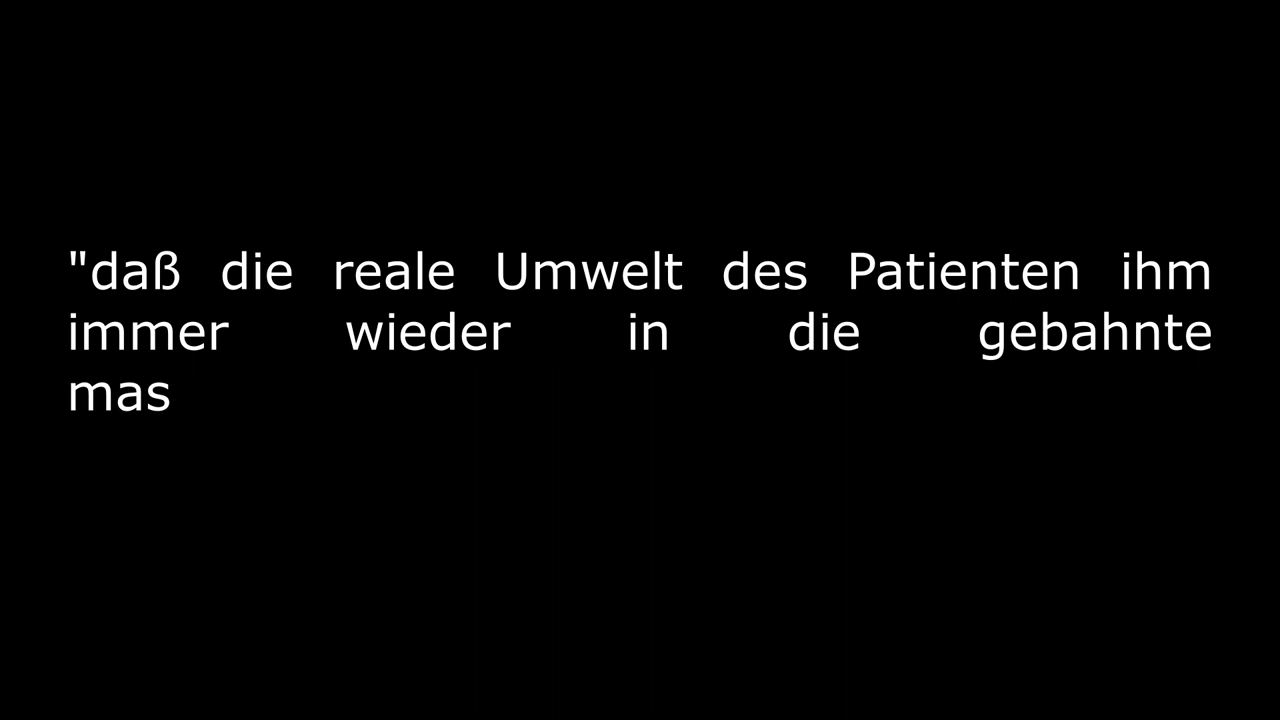 "daß die reale Umwelt des Patienten ihm
immer wieder in die gebahnte
mas